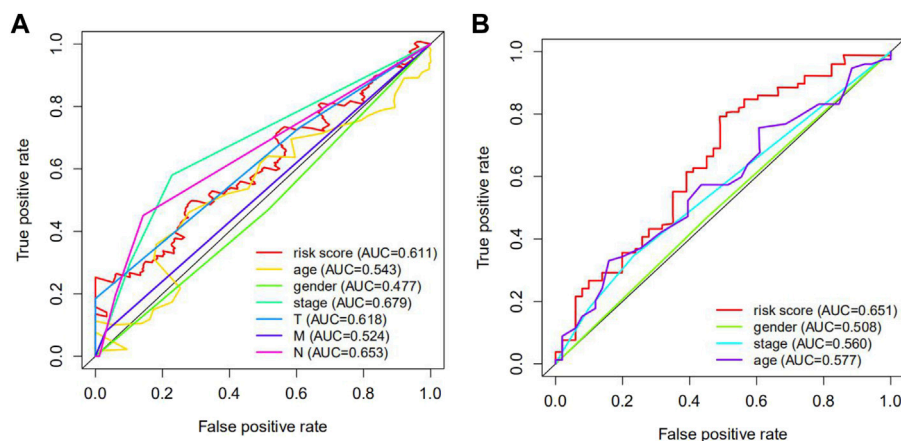 A
True positive rate
1.0
0.8
0.6
0.4
0.2
0.0
risk score (AUC=0.611)
age (AUC=0.543)
gender (AUC=0.477)
stage (AUC=0.679)
T (AUC=0.618)
M (AUC=0.524)
N (AUC=0.653)
0.0 0.2 0.4 0.6 0.8 1.0
False positive rate
B
True positive rate
1.0
0.8
0.6
0.4
0.2
0.0
risk score (AUC=0.651)
gender (AUC=0.508)
stage (AUC=0.560)
age (AUC=0.577)
0.0 0.2 0.4 0.6 0.8 1.0
False positive rate